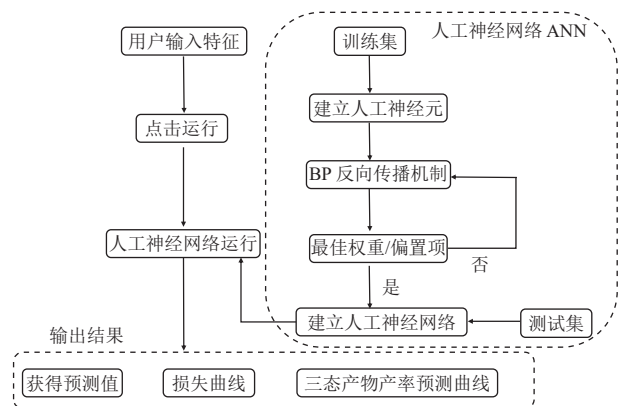 人工神经网络 ANN
用户输入特征
训练集
点击运行
建立人工神经元
BP 反向传播机制
人工神经网络运行
最佳权重/偏置项
否
是
建立人工神经网络
测试集
输出结果
获得预测值
损失曲线
三态产物产率预测曲线